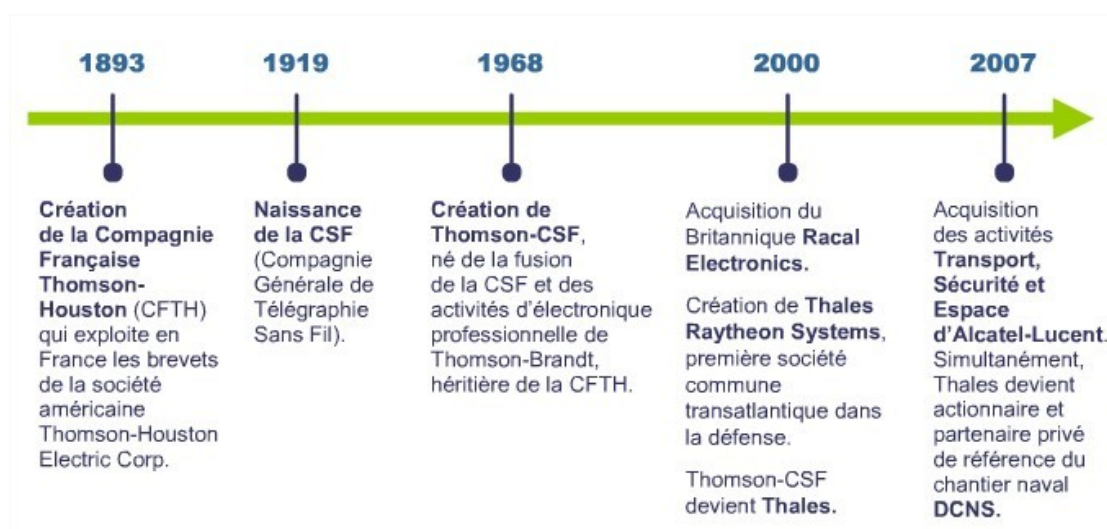 1893
1919
1968
2000
2007
Création
de la Compagnie
Française
Thomson-
Houston (CFTH)
qui exploite en
France les brevets
de la société
américaine
Thomson-Houston
Electric Corp.
Naissance
de la CSF
(Compagnie
Générale de
Télégraphie
Sans Fil).
Création de
Thomson-CSF,
né de la fusion
de la CSF et des
activités d'électronique
professionnelle de
Thomson-Brandt,
héritière de la CFTH.
Acquisition du
Britannique Racal
Electronics.
Création de Thales
Raytheon Systems,
première société
commune
transatlantique dans
la défense.
Thomson-CSF
devient Thales.
Acquisition
des activités
Transport,
Sécurité et
Espace
d'Alcatel-Lucent.
Simultanément,
Thales devient
actionnaire et
partenaire privé
de référence du
chantier naval
DCNS.